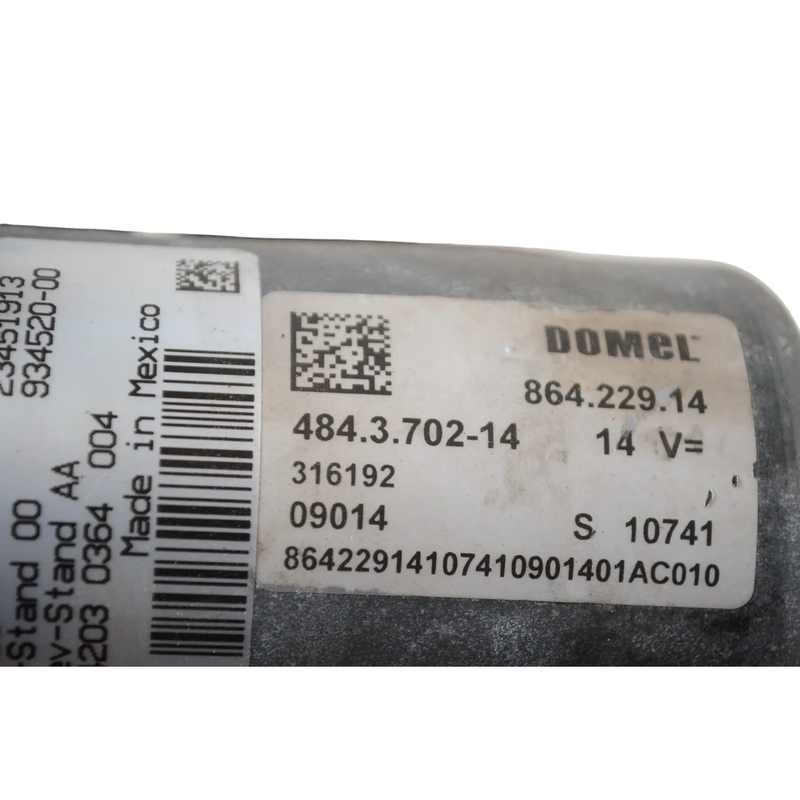 DOMEL
864.229.14
484.3.702-14 14 V=
316192
09014 S 10741
86422914107410901401AC010
23451913
934520-00
Made in Mexico
0364 004
-Stand 00
ev-Stand AA